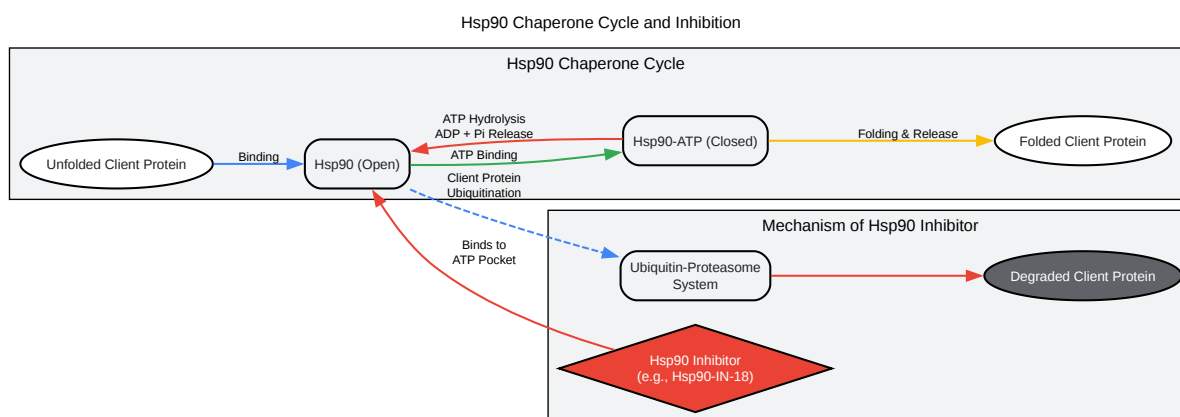 Hsp90 Chaperone Cycle and Inhibition
Hsp90 Chaperone Cycle
Unfolded Client Protein
Binding
Hsp90 (Open)
ATP Hydrolysis
ADP + Pi Release
ATP Binding
Hsp90-ATP (Closed)
Folding & Release
Folded Client Protein
Client Protein
Ubiquitination
Mechanism of Hsp90 Inhibitor
Binds to
ATP Pocket
Ubiquitin-Proteasome
System
Degraded Client Protein
Hsp90 Inhibitor
(e.g., Hsp90-IN-18)